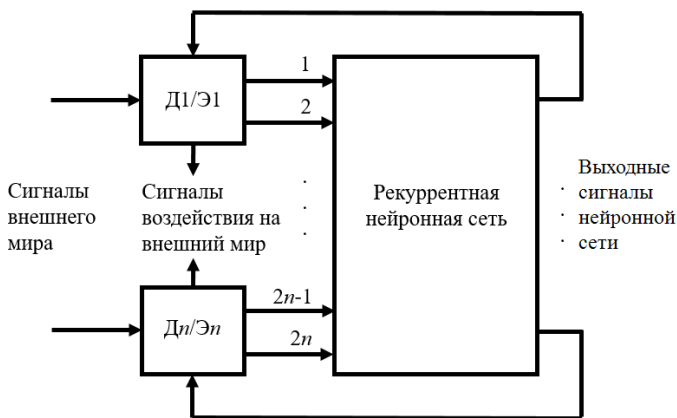 1
Д1/Э1
2
Сигналы
внешнего
мира
Сигналы
воздействия на
внешний мир
Рекуррентная
нейронная сеть
Выходные
сигналы
нейронной
сети
2n-1
Дn/Эn
2n